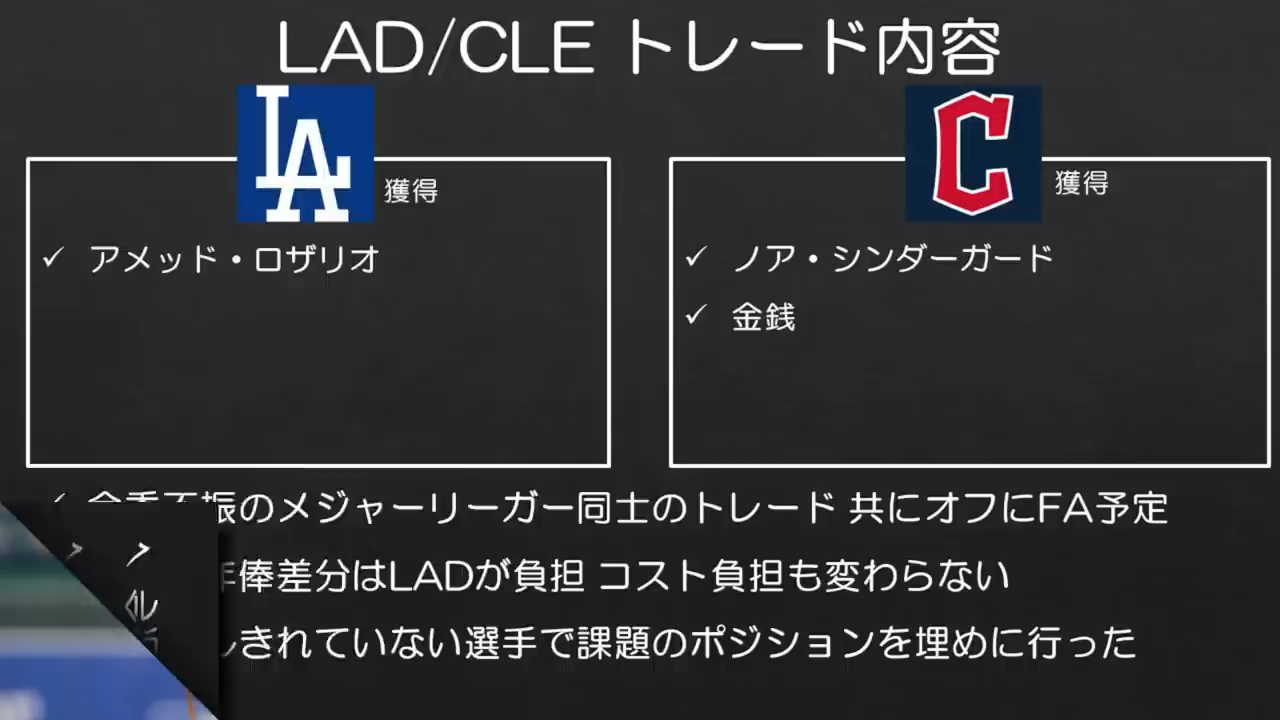 LAD/CLE トレード内容
LA 獲得
C 獲得
✓ アメッド・ロザリオ
✓ ノア・シンダーガード
✓ 金銭
振のメジャーリーガー同士のトレード 共にオフにFA予定
俸差分はLADが負担 コスト負担も変わらない
されていない選手で課題のポジションを埋めに行った